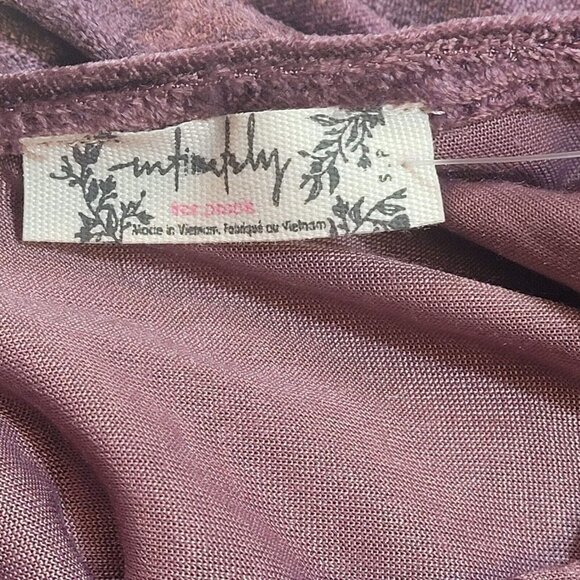 intimately
free people
Made in Vietnam. Fabriqué au Vietnam
S P